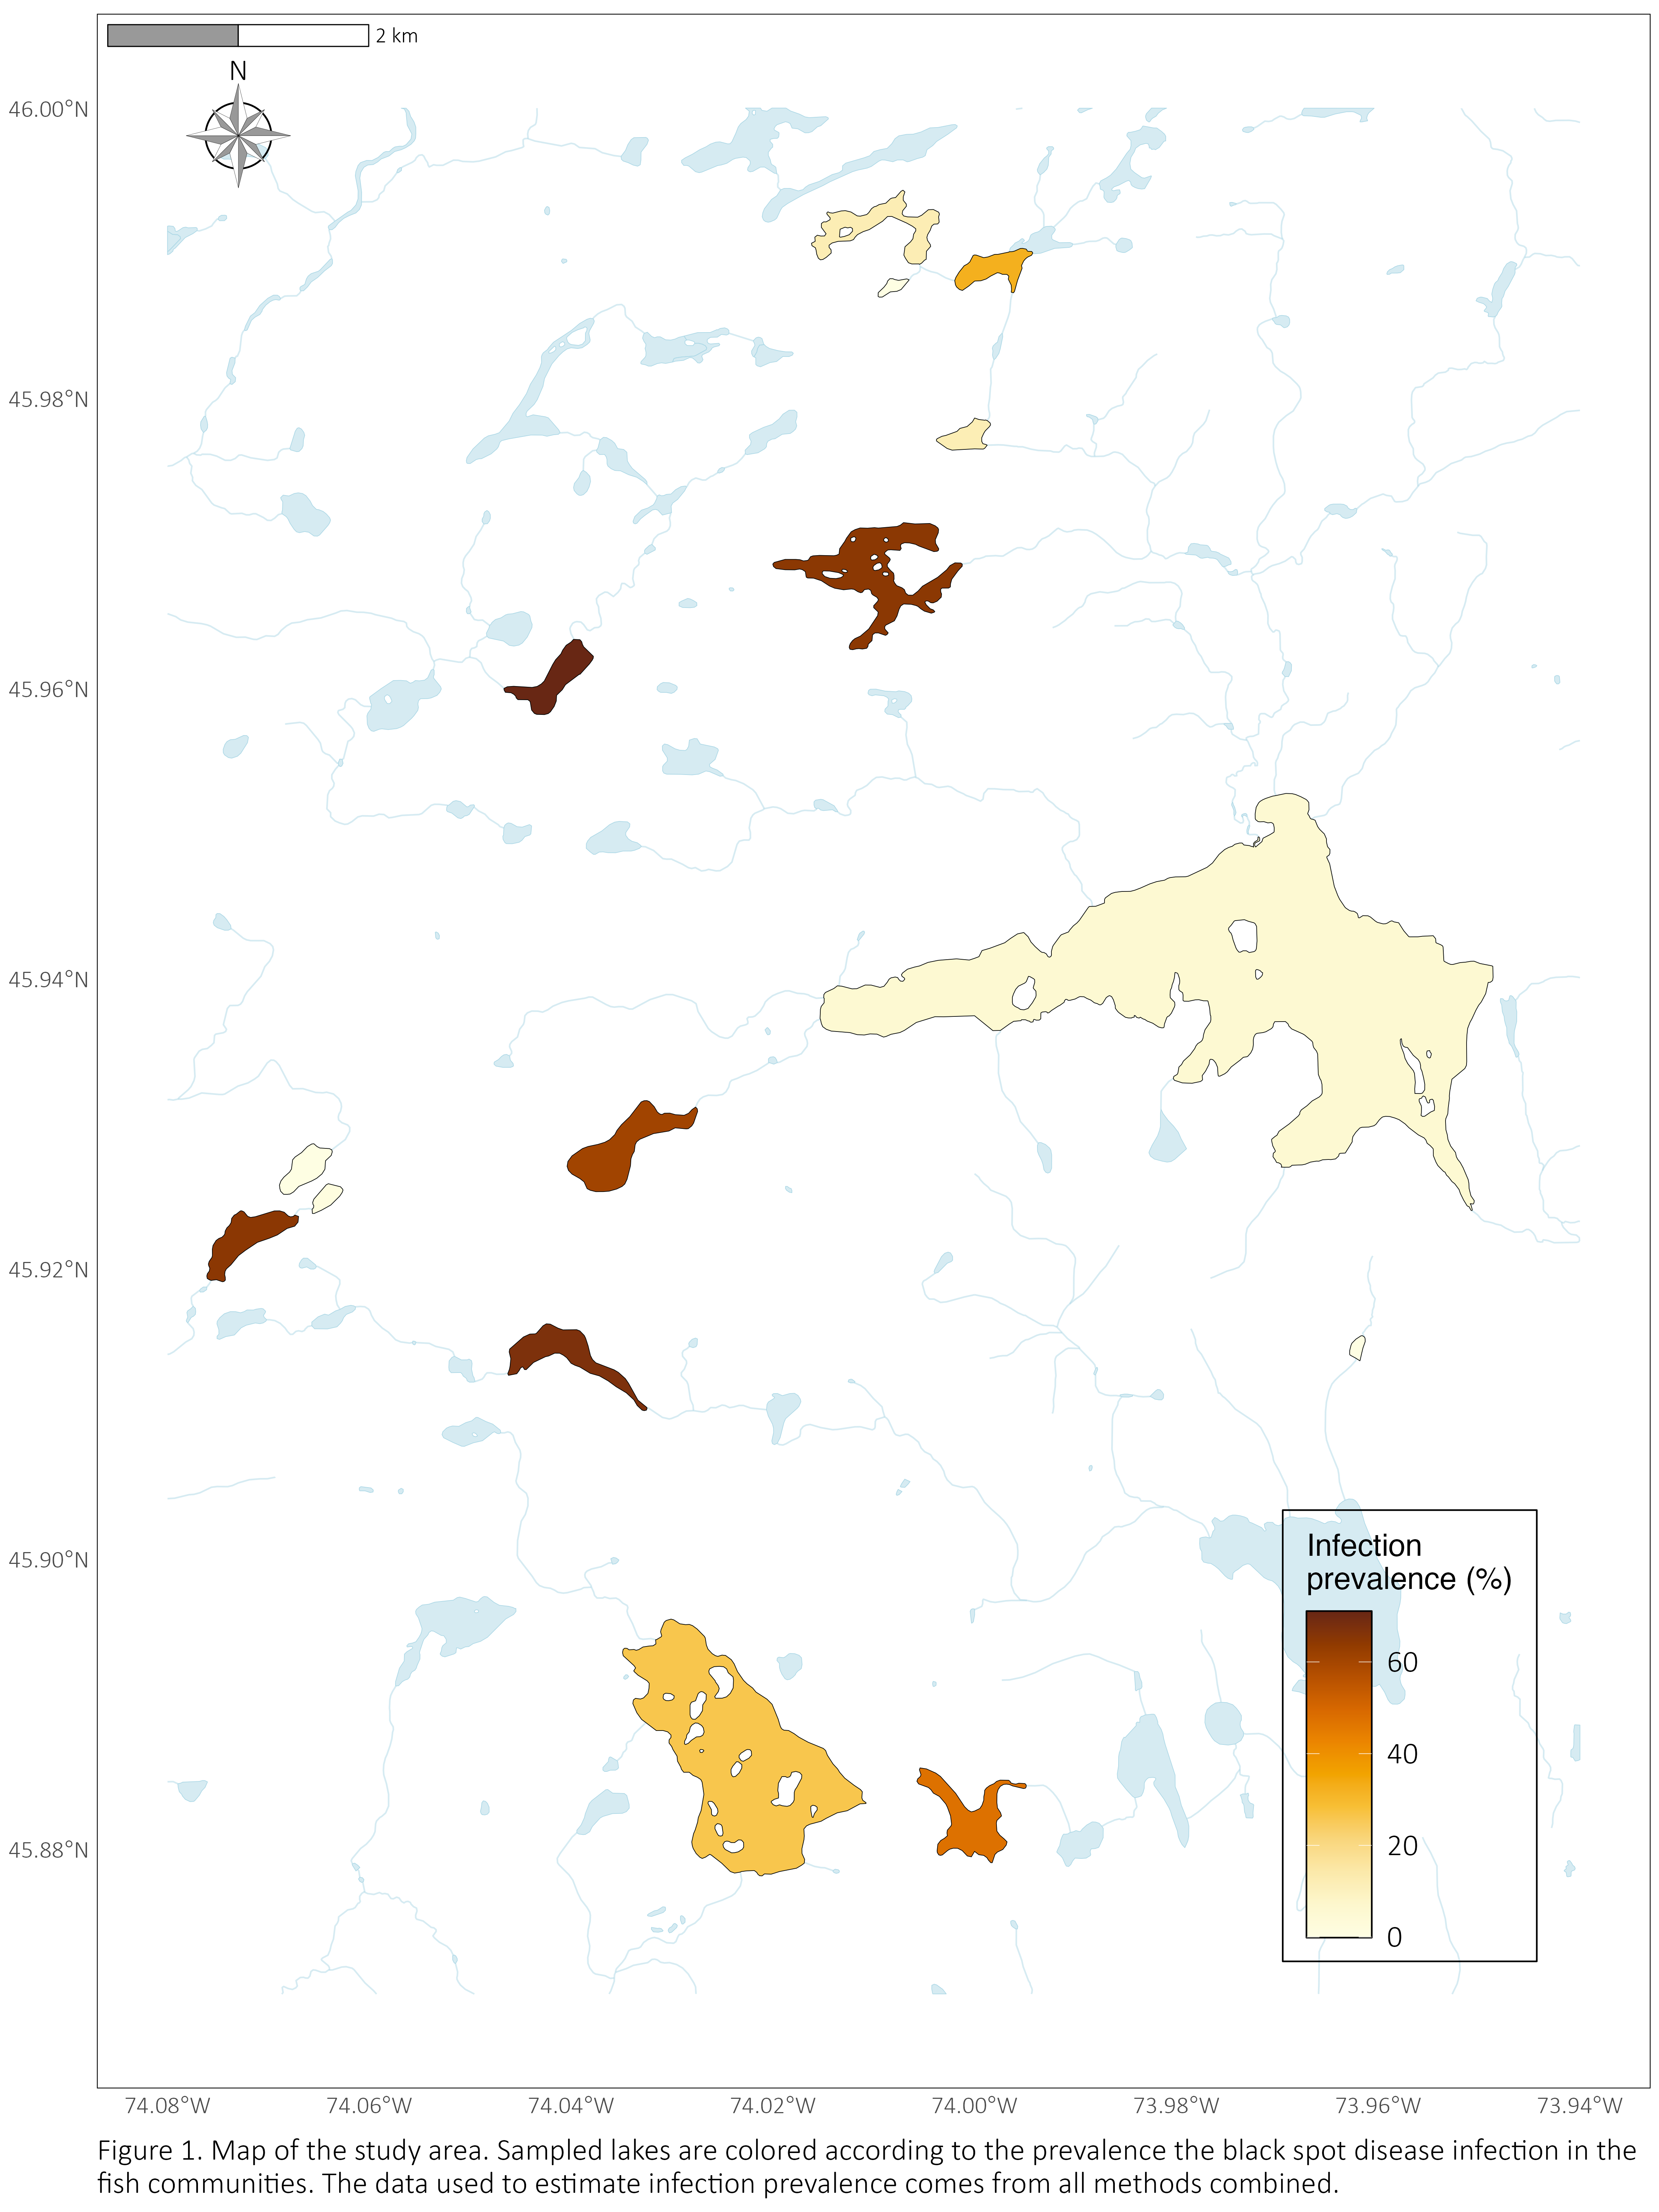 2 km
N
46.00°N
45.98°N
45.96°N
45.94°N
45.92°N
45.90°N
45.88°N
Infection
prevalence (%)
60
40
20
0
74.08°W 74.06°W 74.04°W 74.02°W 74.00°W 73.98°W 73.96°W 73.94°W
Figure 1. Map of the study area. Sampled lakes are colored according to the prevalence the black spot disease infection in the
fish communities. The data used to estimate infection prevalence comes from all methods combined.